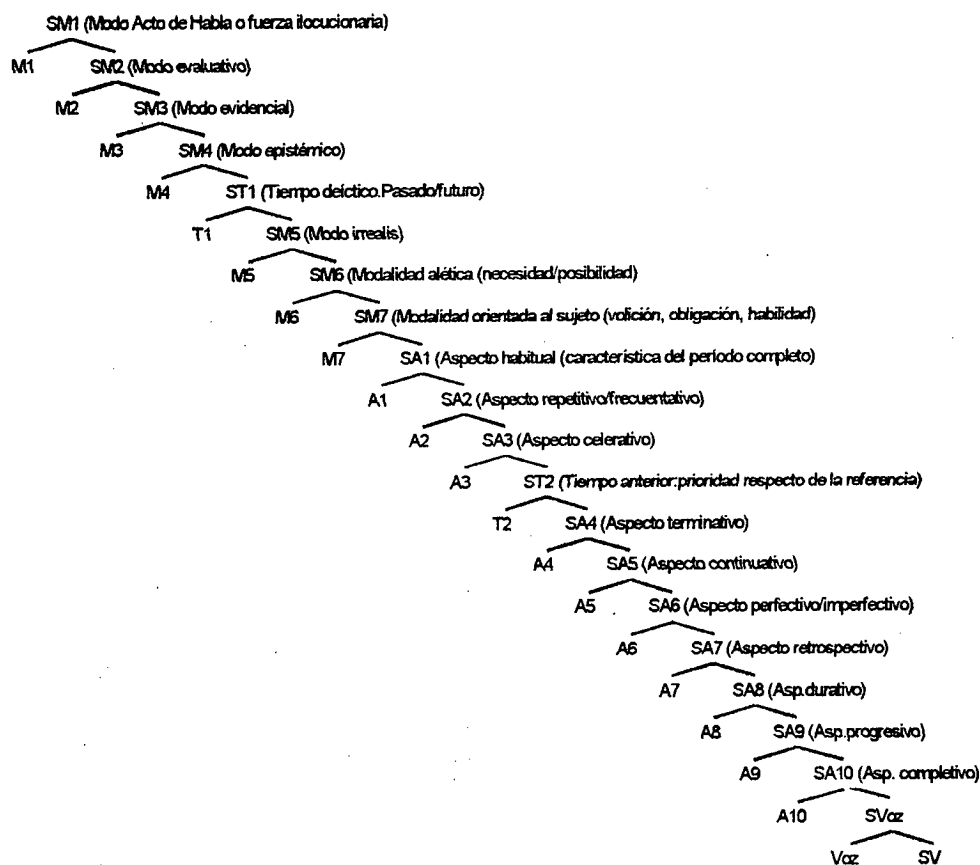 SM1 (Modo Acto de Habla o fuerza ilocucionaria)
M1 SM2 (Modo evaluativo)
M2 SM3 (Modo evidencial)
M3 SM4 (Modo epistémico)
M4 ST1 (Tiempo deíctico.Pasado/futuro)
T1 SM5 (Modo irrealis)
M5 SM6 (Modalidad alética (necesidad/posibilidad)
M6 SM7 (Modalidad orientada al sujeto (volición, obligación, habilidad)
M7 SA1 (Aspecto habitual (característica del período completo)
A1 SA2 (Aspecto repetitivo/frecuentativo)
A2 SA3 (Aspecto celerativo)
A3 ST2 (Tiempo anterior:prioridad respecto de la referencia)
T2 SA4 (Aspecto terminativo)
A4 SA5 (Aspecto continuativo)
A5 SA6 (Aspecto perfectivo/imperfectivo)
A6 SA7 (Aspecto retrospectivo)
A7 SA8 (Asp.durativo)
A8 SA9 (Asp.progresivo)
A9 SA10 (Asp. completivo)
A10 SVoz
Voz SV